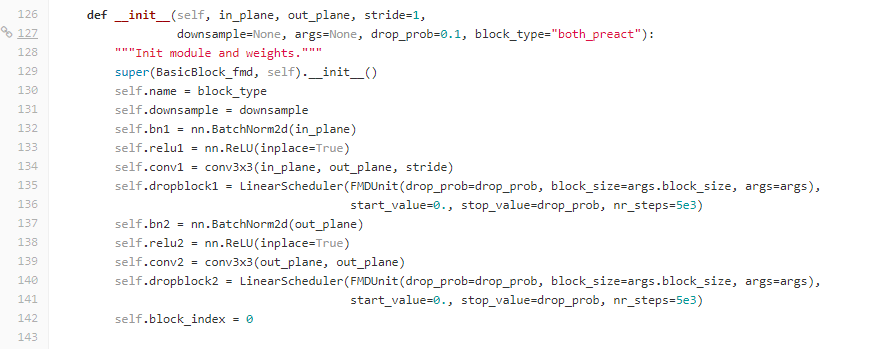 126 def __init__(self, in_plane, out_plane, stride=1,
127 downsample=None, args=None, drop_prob=0.1, block_type="both_preact"):
128 """Init module and weights."""
129 super(BasicBlock_fmd, self).__init__()
130 self.name = block_type
131 self.downsample = downsample
132 self.bn1 = nn.BatchNorm2d(in_plane)
133 self.relu1 = nn.ReLU(inplace=True)
134 self.conv1 = conv3x3(in_plane, out_plane, stride)
135 self.dropblock1 = LinearScheduler(FMDUnit(drop_prob=drop_prob, block_size=args.block_size, args=args),
136 start_value=0., stop_value=drop_prob, nr_steps=5e3)
137 self.bn2 = nn.BatchNorm2d(out_plane)
138 self.relu2 = nn.ReLU(inplace=True)
139 self.conv2 = conv3x3(out_plane, out_plane)
140 self.dropblock2 = LinearScheduler(FMDUnit(drop_prob=drop_prob, block_size=args.block_size, args=args),
141 start_value=0., stop_value=drop_prob, nr_steps=5e3)
142 self.block_index = 0
143